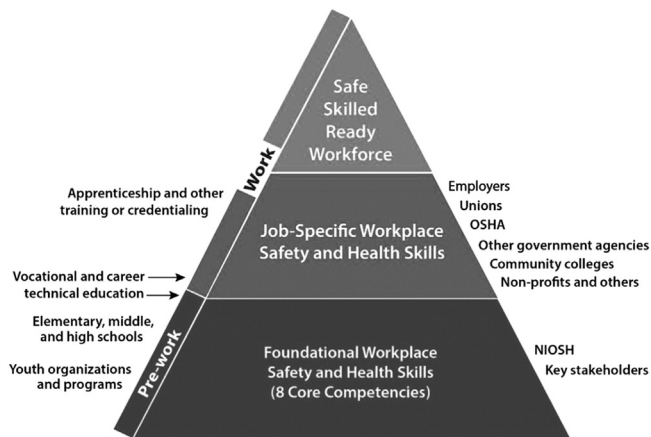 Safe
Skilled
Ready
Workforce
Work
Apprenticeship and other
training or credentialing
Job-Specific Workplace
Safety and Health Skills
Employers
Unions
OSHA
Other government agencies
Community colleges
Non-profits and others
Vocational and career
technical education
Elementary, middle,
and high schools
Youth organizations
and programs
Pre-work
Foundational Workplace
Safety and Health Skills
(8 Core Competencies)
NIOSH
Key stakeholders